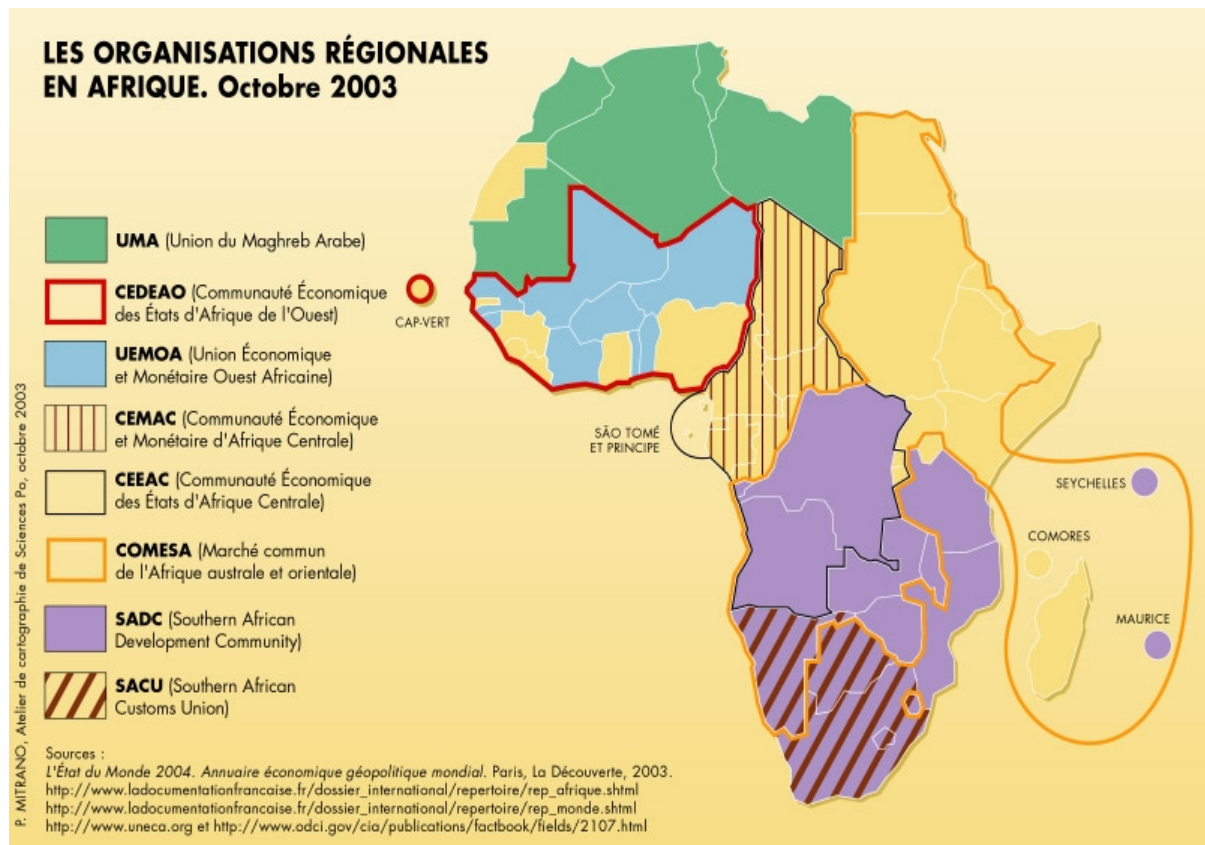 LES ORGANISATIONS RÉGIONALES
EN AFRIQUE. Octobre 2003
UMA (Union du Maghreb Arabe)
CEDEAO (Communauté Économique
des États d'Afrique de l'Ouest)
UEMOA (Union Économique
et Monétaire Ouest Africaine)
CEMAC (Communauté Économique
et Monétaire d'Afrique Centrale)
CEEAC (Communauté Économique
des États d'Afrique Centrale)
COMESA (Marché commun
de l'Afrique australe et orientale)
SADC (Southern African
Development Community)
SACU (Southern African
Customs Union)
CAP-VERT
SÃO TOMÉ
ET PRINCIPE
SEYCHELLES
COMORES
MAURICE
Sources :
L'État du Monde 2004. Annuaire économique géopolitique mondial. Paris, La Découverte, 2003.
http://www.ladocumentationfrancaise.fr/dossier_international/repertoire/rep_afrique.shtml
http://www.ladocumentationfrancaise.fr/dossier_international/repertoire/rep_monde.shtml
http://www.uneca.org et http://www.odci.gov/cia/publications/factbook/fields/2107.html
P. MITRANO, Atelier de cartographie de Sciences Po, octobre 2003